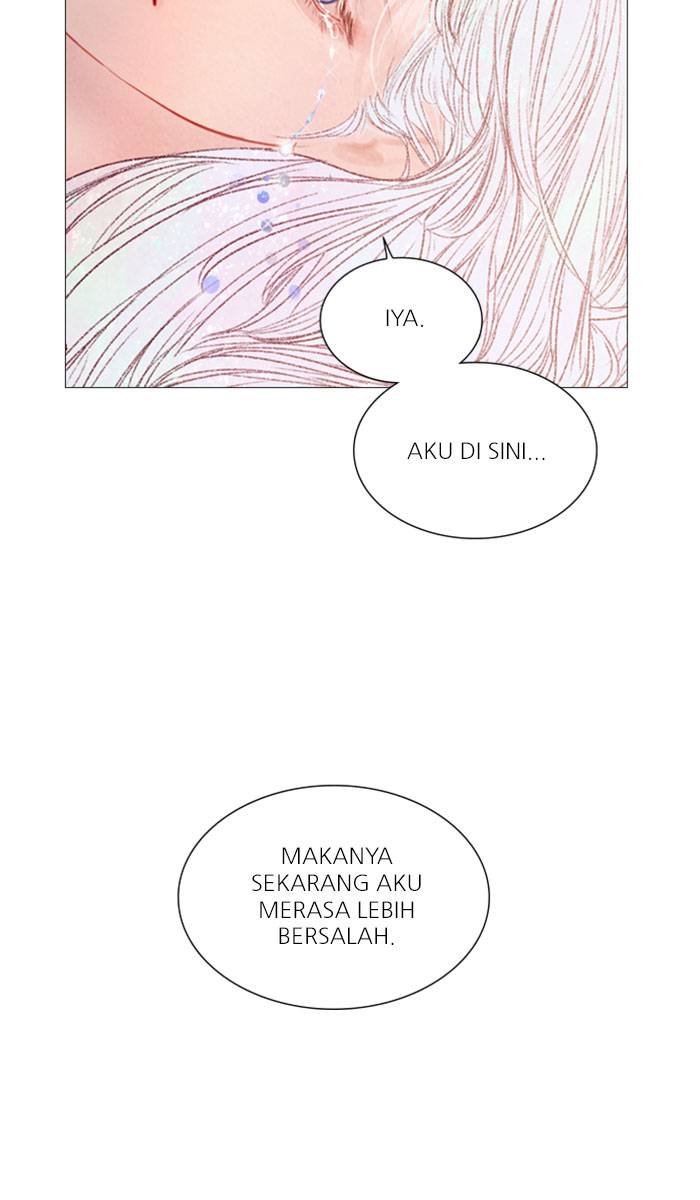 IYA.
AKU DI SINI...
MAKANYA
SEKARANG AKU
MERASA LEBIH
BERSALAH.